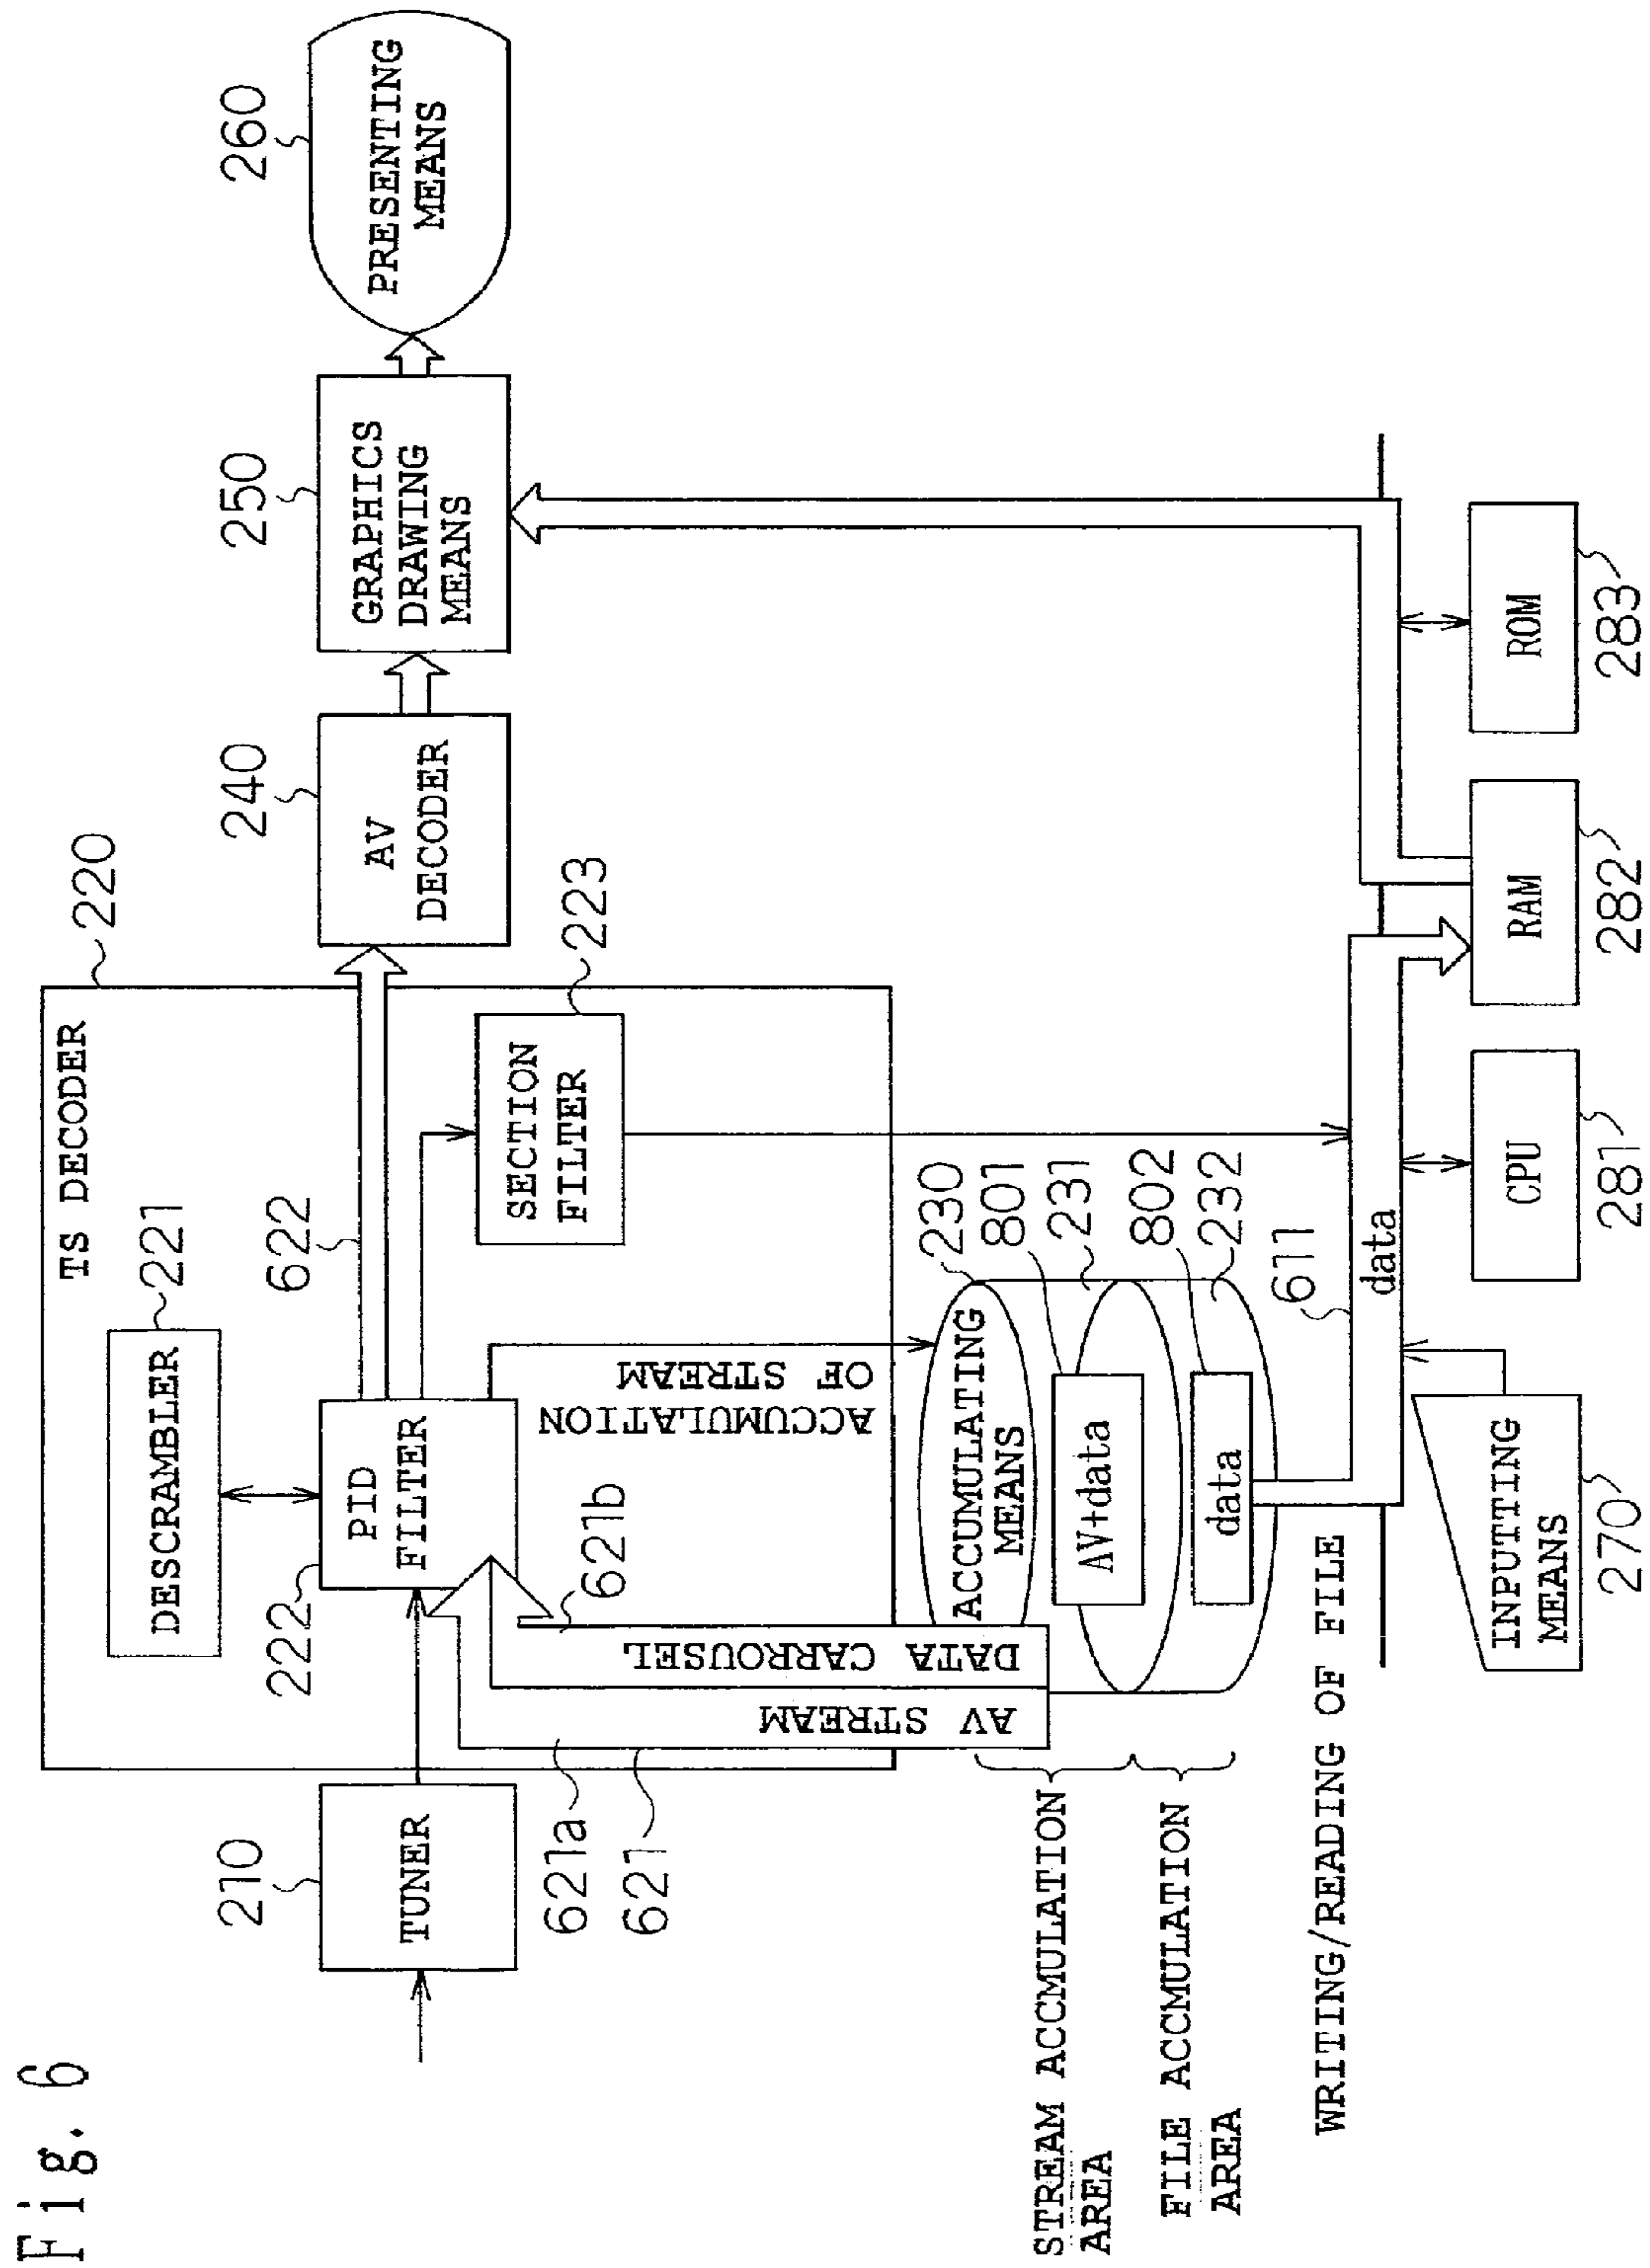 Fig. 6
TS DECODER
220
DESCRAMBLER
221
222
PID
FILTER
622
SECTION
FILTER
223
210
TUNER
240
AV
DECODER
250
GRAPHICS
DRAWING
MEANS
260
PRESENTING
MEANS
621a
621
621b
AV STREAM
DATA CARROUSEL
ACCUMULATION
OF STREAM
ACCUMULATING
MEANS
230
801
231
802
232
AV+data
data
STREAM ACCMULATION
AREA
FILE ACCMULATION
AREA
WRITING/READING OF FILE
611
data
INPUTTING
MEANS
270
CPU
281
RAM
282
ROM
283